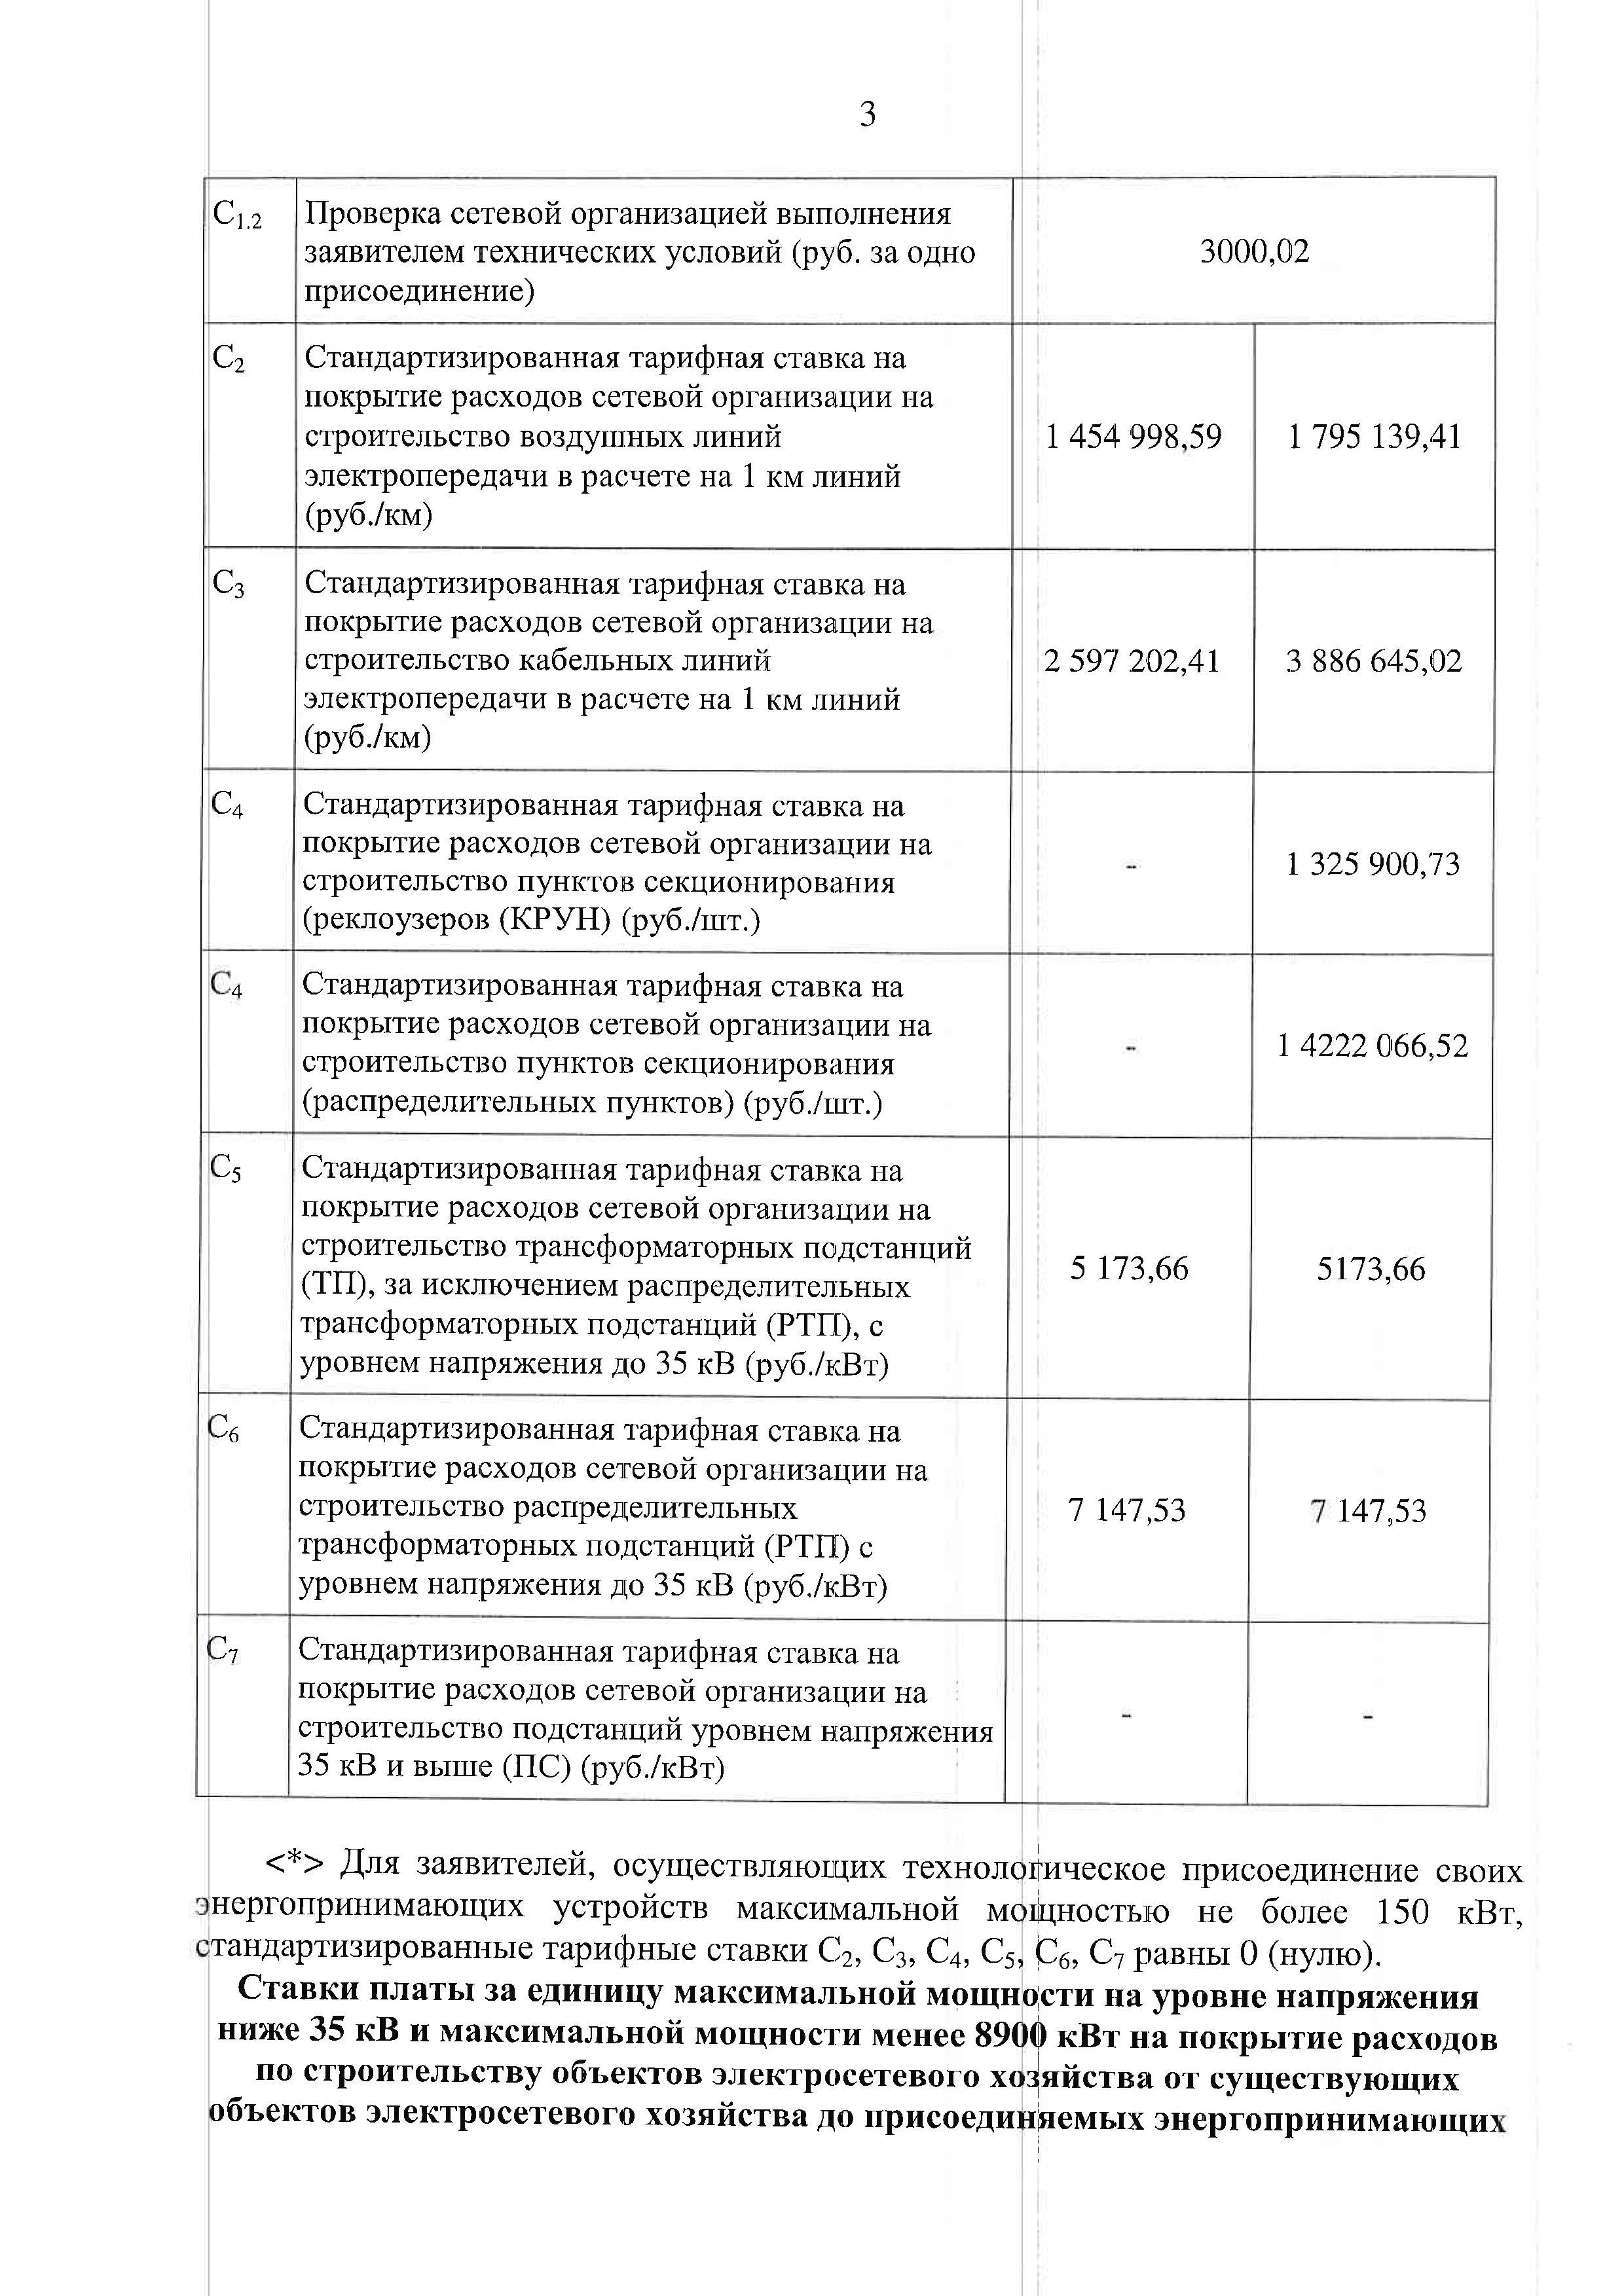 3
C1.2
Проверка сетевой организацией выполнения
заявителем технических условий (руб. за одно
присоединение)
3000,02
C2
Стандартизированная тарифная ставка на
покрытие расходов сетевой организации на
строительство воздушных линий
электропередачи в расчете на 1 км линий
(руб./км)
1 454 998,59
1 795 139,41
C3
Стандартизированная тарифная ставка на
покрытие расходов сетевой организации на
строительство кабельных линий
электропередачи в расчете на 1 км линий
(руб./км)
2 597 202,41
3 886 645,02
C4
Стандартизированная тарифная ставка на
покрытие расходов сетевой организации на
строительство пунктов секционирования
(реклоузеров (КРУН) (руб./шт.)
-
1 325 900,73
C4
Стандартизированная тарифная ставка на
покрытие расходов сетевой организации на
строительство пунктов секционирования
(распределительных пунктов) (руб./шт.)
-
1 4222 066,52
C5
Стандартизированная тарифная ставка на
покрытие расходов сетевой организации на
строительство трансформаторных подстанций
(ТП), за исключением распределительных
трансформаторных подстанций (РТП), с
уровнем напряжения до 35 кВ (руб./кВт)
5 173,66
5173,66
C6
Стандартизированная тарифная ставка на
покрытие расходов сетевой организации на
строительство распределительных
трансформаторных подстанций (РТП) с
уровнем напряжения до 35 кВ (руб./кВт)
7 147,53
7 147,53
C7
Стандартизированная тарифная ставка на
покрытие расходов сетевой организации на
строительство подстанций уровнем напряжения
35 кВ и выше (ПС) (руб./кВт)
-
-
<*> Для заявителей, осуществляющих технологическое присоединение своих
энергопринимающих устройств максимальной мощностью не более 150 кВт,
стандартизированные тарифные ставки C2, C3, C4, C5, C6, C7 равны 0 (нулю).
Ставки платы за единицу максимальной мощности на уровне напряжения
ниже 35 кВ и максимальной мощности менее 8900 кВт на покрытие расходов
по строительству объектов электросетевого хозяйства от существующих
объектов электросетевого хозяйства до присоединяемых энергопринимающих